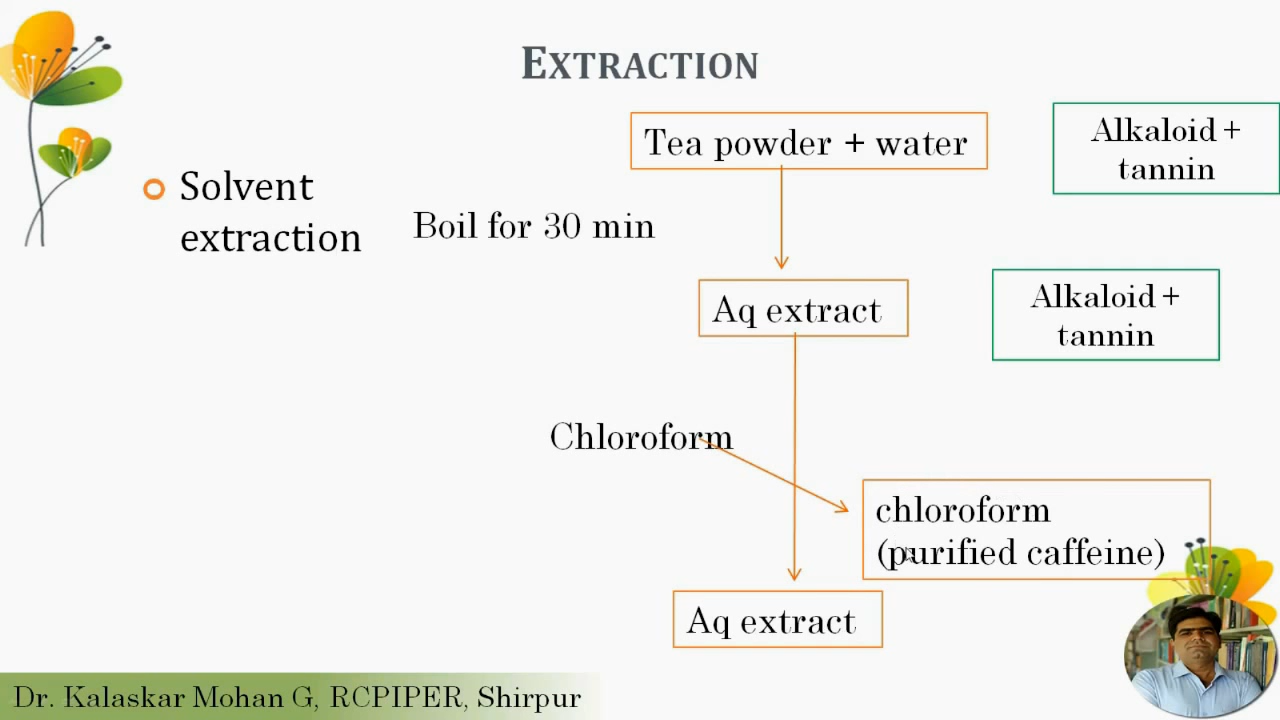 EXTRACTION
Solvent
extraction
Tea powder + water
Alkaloid +
tannin
Boil for 30 min
Aq extract
Alkaloid +
tannin
Chloroform
chloroform
(purified caffeine)
Aq extract
Dr. Kalaskar Mohan G, RCPIPER, Shirpur